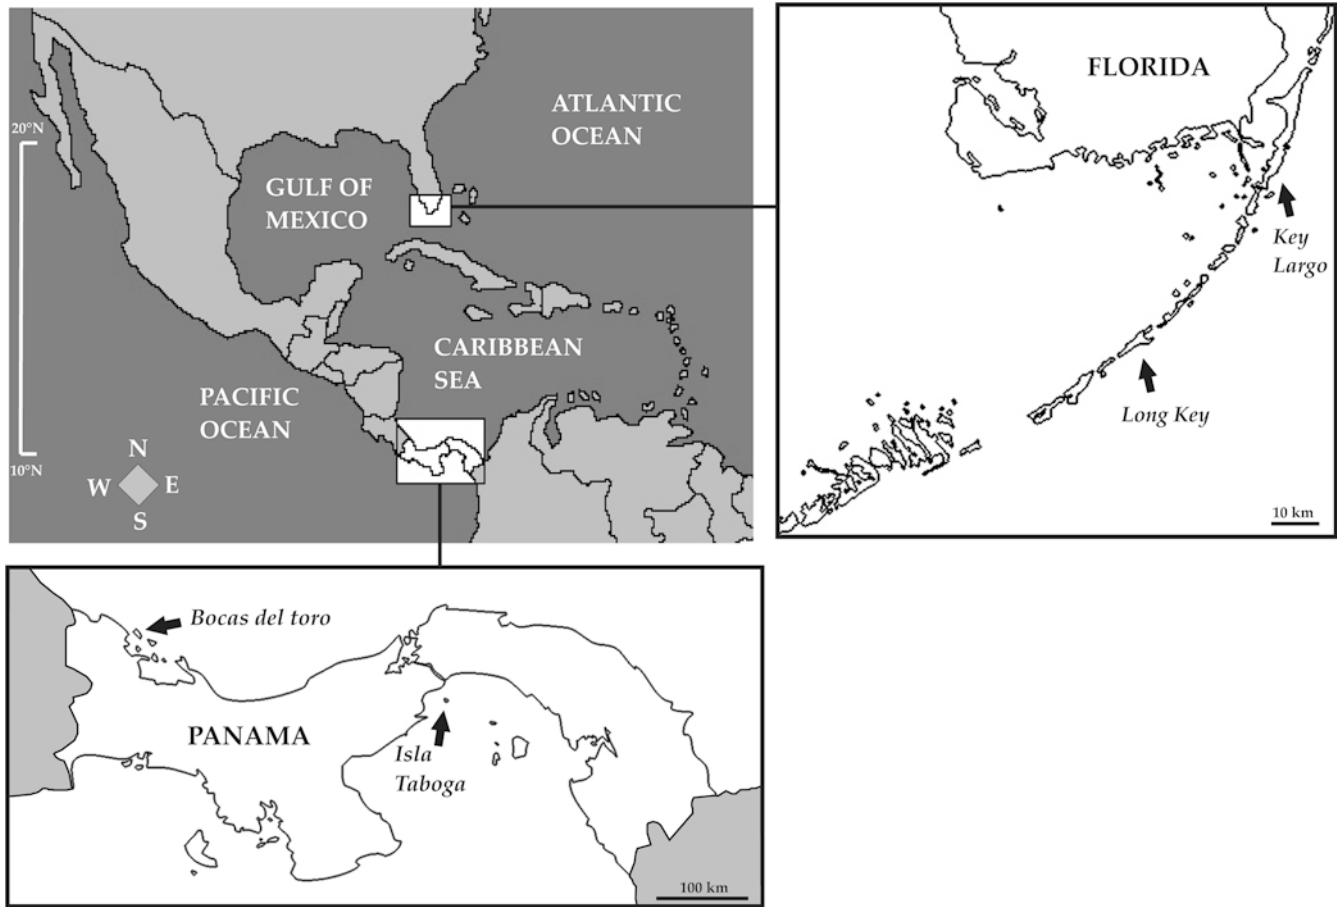 20°N
10°N
ATLANTIC
OCEAN
GULF OF
MEXICO
CARIBBEAN
SEA
PACIFIC
OCEAN
N
W
E
S
FLORIDA
Key
Largo
Long Key
10 km
Bocas del toro
PANAMA
Isla
Taboga
100 km